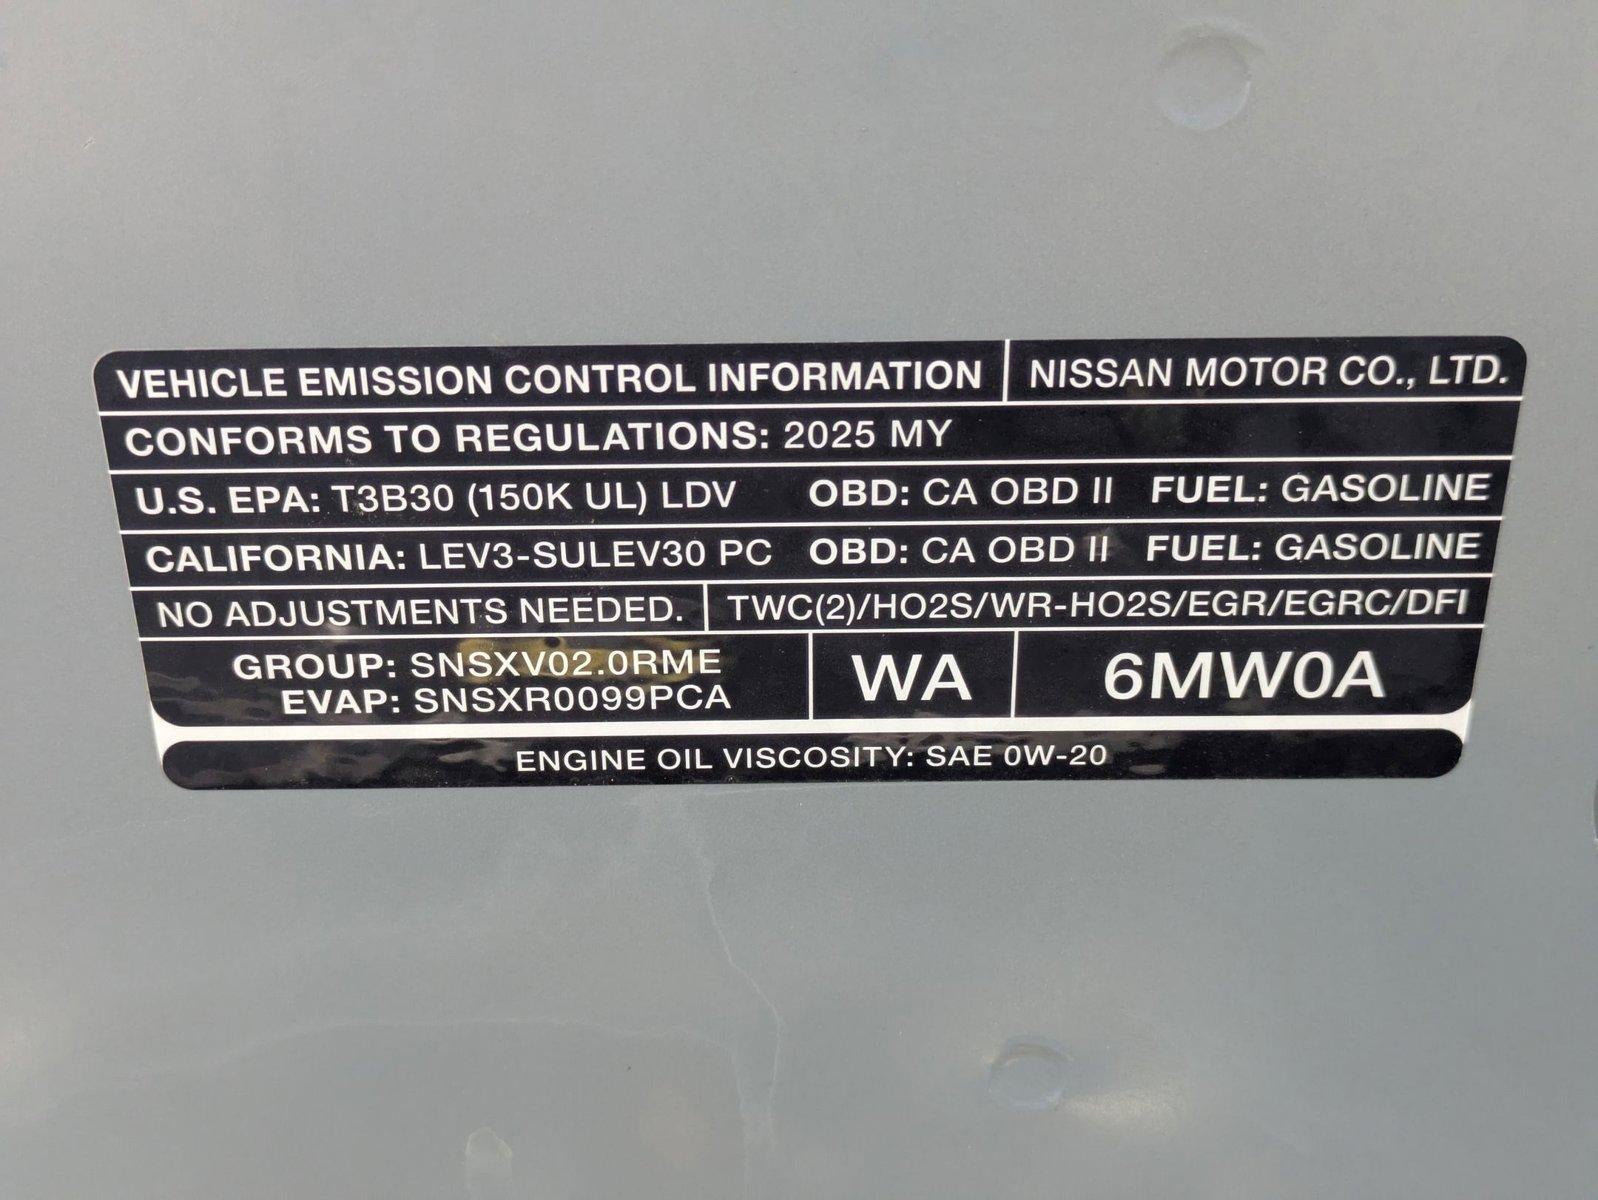 VEHICLE EMISSION CONTROL INFORMATION NISSAN MOTOR CO., LTD.
CONFORMS TO REGULATIONS: 2025 MY
U.S. EPA: T3B30 (150K UL) LDV OBD: CA OBD II FUEL: GASOLINE
CALIFORNIA: LEV3-SULEV30 PC OBD: CA OBD II FUEL: GASOLINE
NO ADJUSTMENTS NEEDED. TWC(2)/HO2S/WR-HO2S/EGR/EGRC/DFI
GROUP: SNSXV02.0RME
EVAP: SNSXR0099PCA
WA
6MW0A
ENGINE OIL VISCOSITY: SAE 0W-20